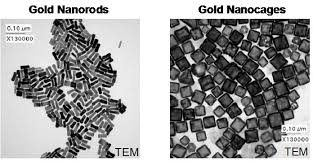 Gold Nanorods
Gold Nanocages
0.10 µm
X130000
TEM
0.10 µm
X130000
TEM